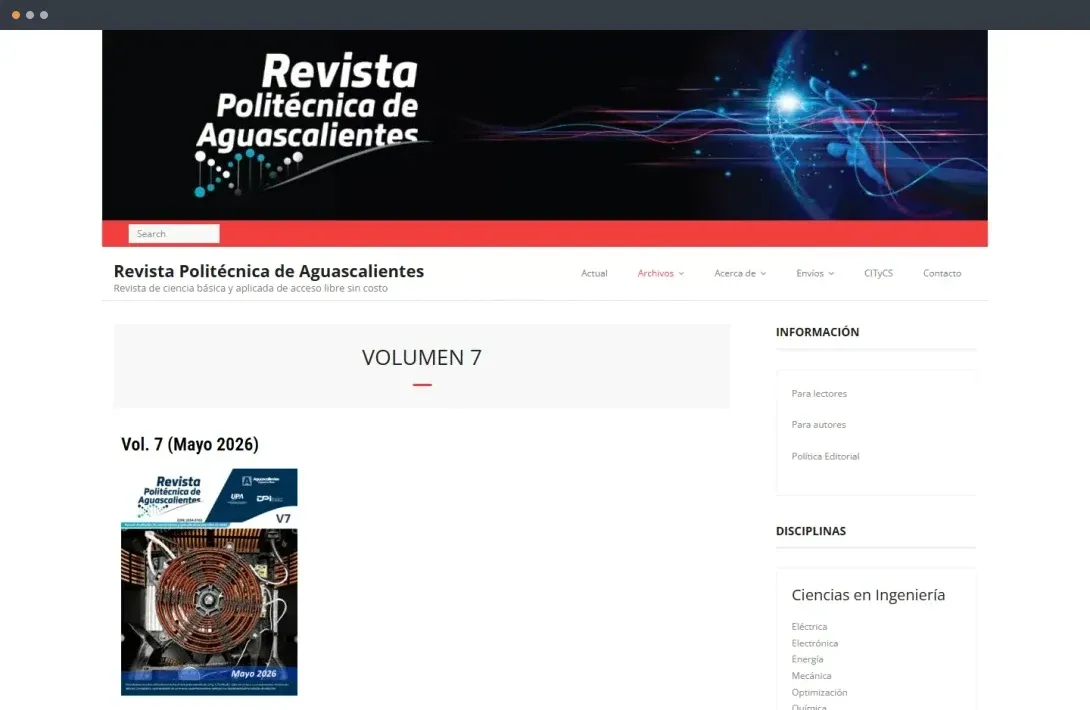 Revista
Politécnica de
Aguascalientes
Search
Revista Politécnica de Aguascalientes
Revista de ciencia básica y aplicada de acceso libre sin costo
Actual
Archivos
Acerca de
Envíos
CITyCS
Contacto
VOLUMEN 7
Vol. 7 (Mayo 2026)
Revista
Politécnica de
Aguascalientes
Aguascalientes
UPA
V7
Mayo 2026
INFORMACIÓN
Para lectores
Para autores
Política Editorial
DISCIPLINAS
Ciencias en Ingeniería
Eléctrica
Electrónica
Energía
Mecánica
Optimización
Química